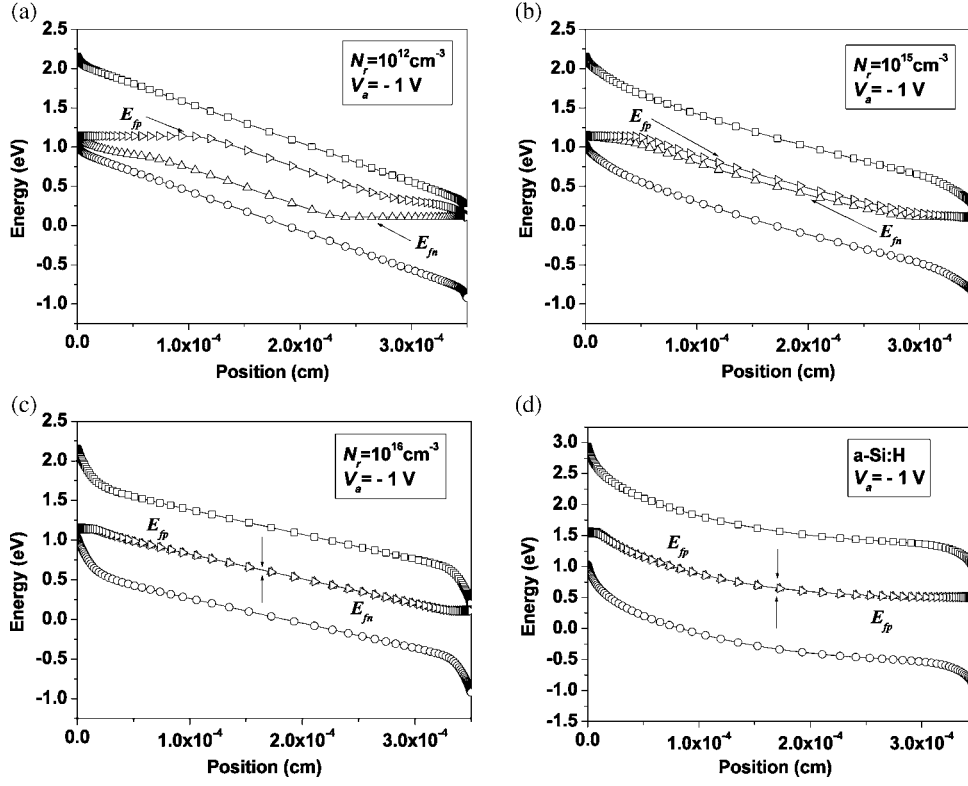 (a)
2.5
2.0
1.5
1.0
0.5
0.0
-0.5
-1.0
Energy (eV)
N_r=10^12 cm^-3
V_a= - 1 V
E_fp
E_fn
0.0 1.0x10^-4 2.0x10^-4 3.0x10^-4
Position (cm)
(b)
2.5
2.0
1.5
1.0
0.5
0.0
-0.5
-1.0
Energy (eV)
N_r=10^15 cm^-3
V_a= - 1 V
E_fp
E_fn
0.0 1.0x10^-4 2.0x10^-4 3.0x10^-4
Position (cm)
(c)
2.5
2.0
1.5
1.0
0.5
0.0
-0.5
-1.0
Energy (eV)
N_r=10^16 cm^-3
V_a= - 1 V
E_fp
E_fn
0.0 1.0x10^-4 2.0x10^-4 3.0x10^-4
Position (cm)
(d)
3.0
2.5
2.0
1.5
1.0
0.5
0.0
-0.5
-1.0
-1.5
Energy (eV)
a-Si:H
V_a= - 1 V
E_fp
E_fp
0.0 1.0x10^-4 2.0x10^-4 3.0x10^-4
Position (cm)